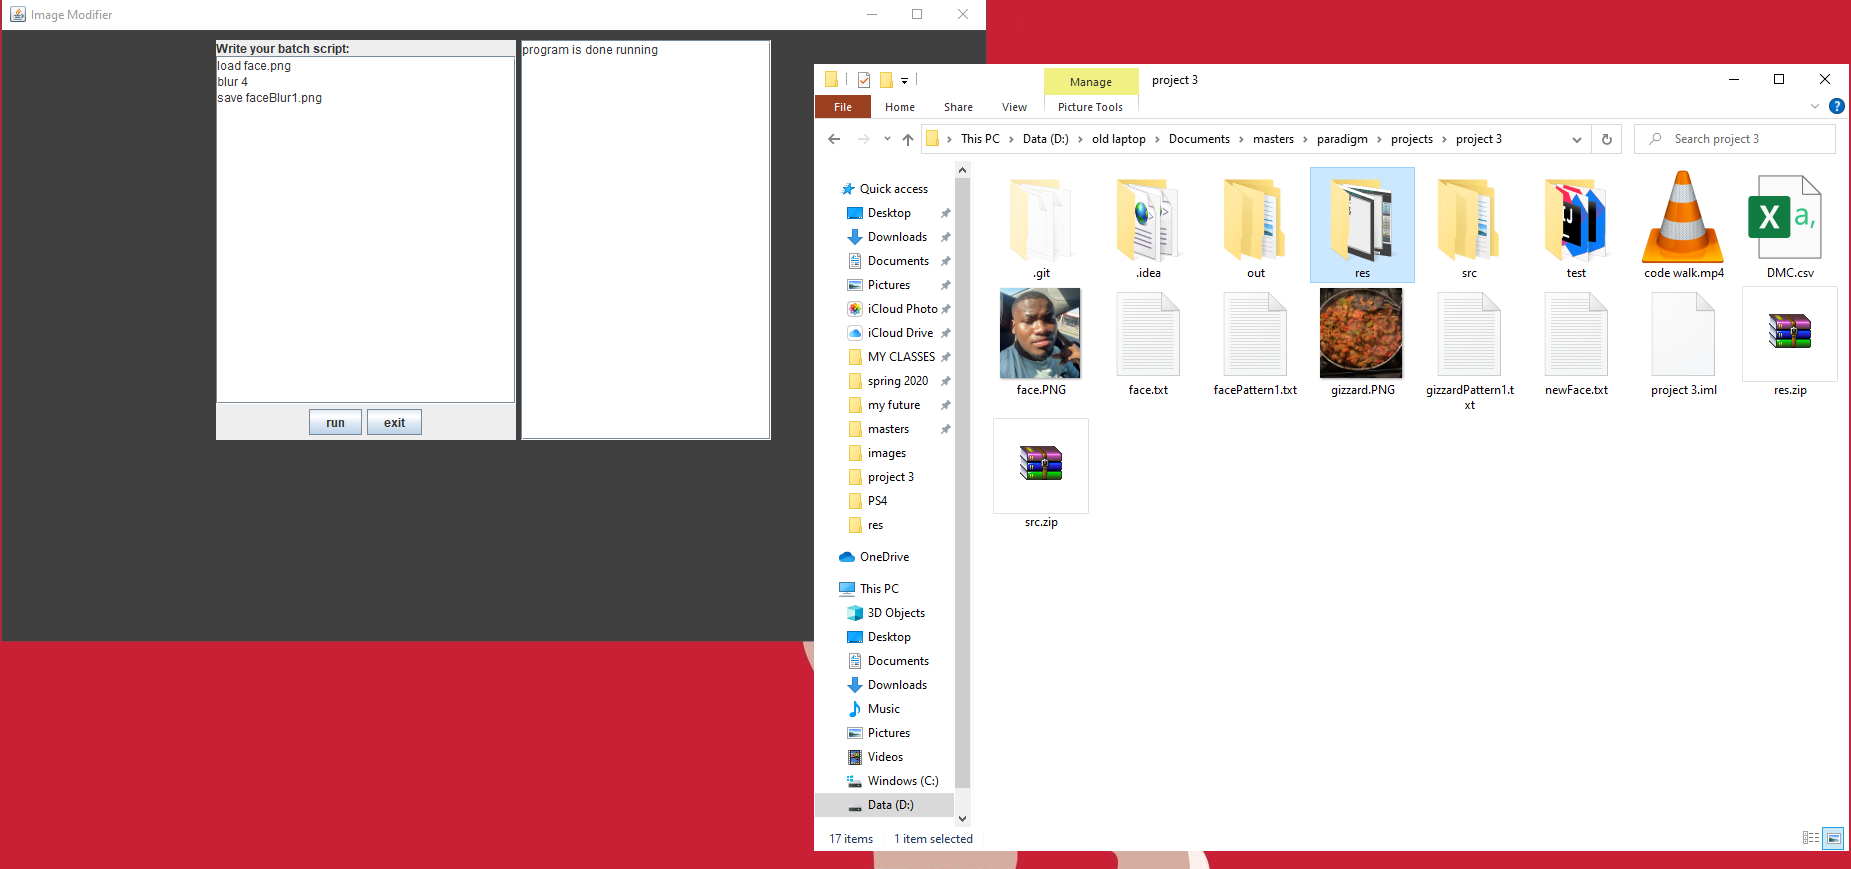 Image Modifier
Write your batch script:
load face.png
blur 4
save faceBlur1.png
run
exit
program is done running
Manage
project 3
File
Home
Share
View
Picture Tools
This PC
Data (D:)
old laptop
Documents
masters
paradigm
projects
project 3
Search project 3
Quick access
Desktop
Downloads
Documents
Pictures
iCloud Photo
iCloud Drive
MY CLASSES
spring 2020
my future
masters
images
project 3
PS4
res
OneDrive
This PC
3D Objects
Desktop
Documents
Downloads
Music
Pictures
Videos
Windows (C:)
Data (D:)
.git
.idea
out
res
src
test
code walk.mp4
DMC.csv
face.PNG
face.txt
facePattern1.txt
gizzard.PNG
gizzardPattern1.t
xt
newFace.txt
project 3.iml
res.zip
src.zip
17 items
1 item selected